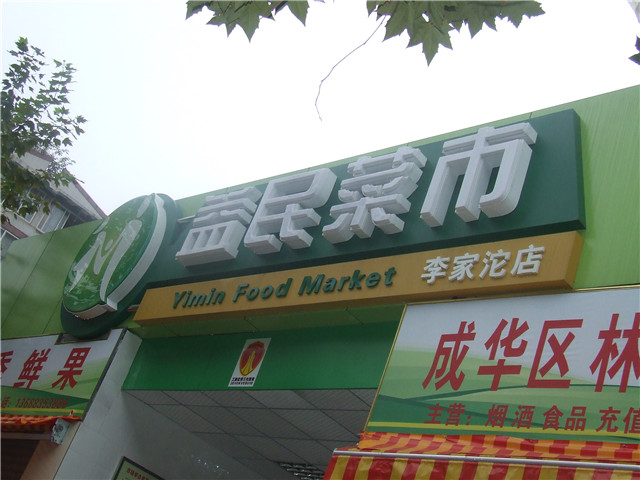 益民菜市
Yimin Food Market 李家沱店
香鲜果
成华区林
主营：烟酒 食品 充值